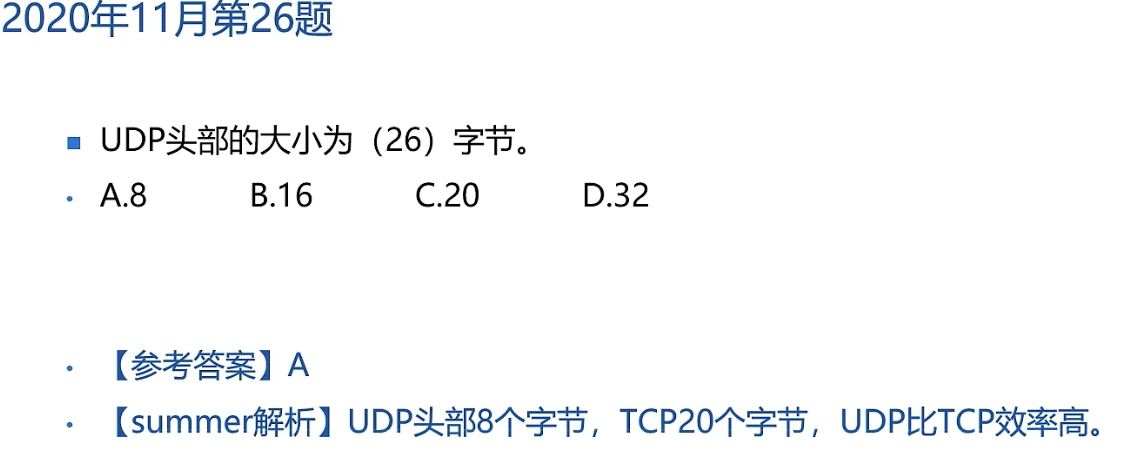 2020年11月第26题
UDP头部的大小为（26）字节。
A.8 B.16 C.20 D.32
【参考答案】A
【summer解析】UDP头部8个字节，TCP20个字节，UDP比TCP效率高。